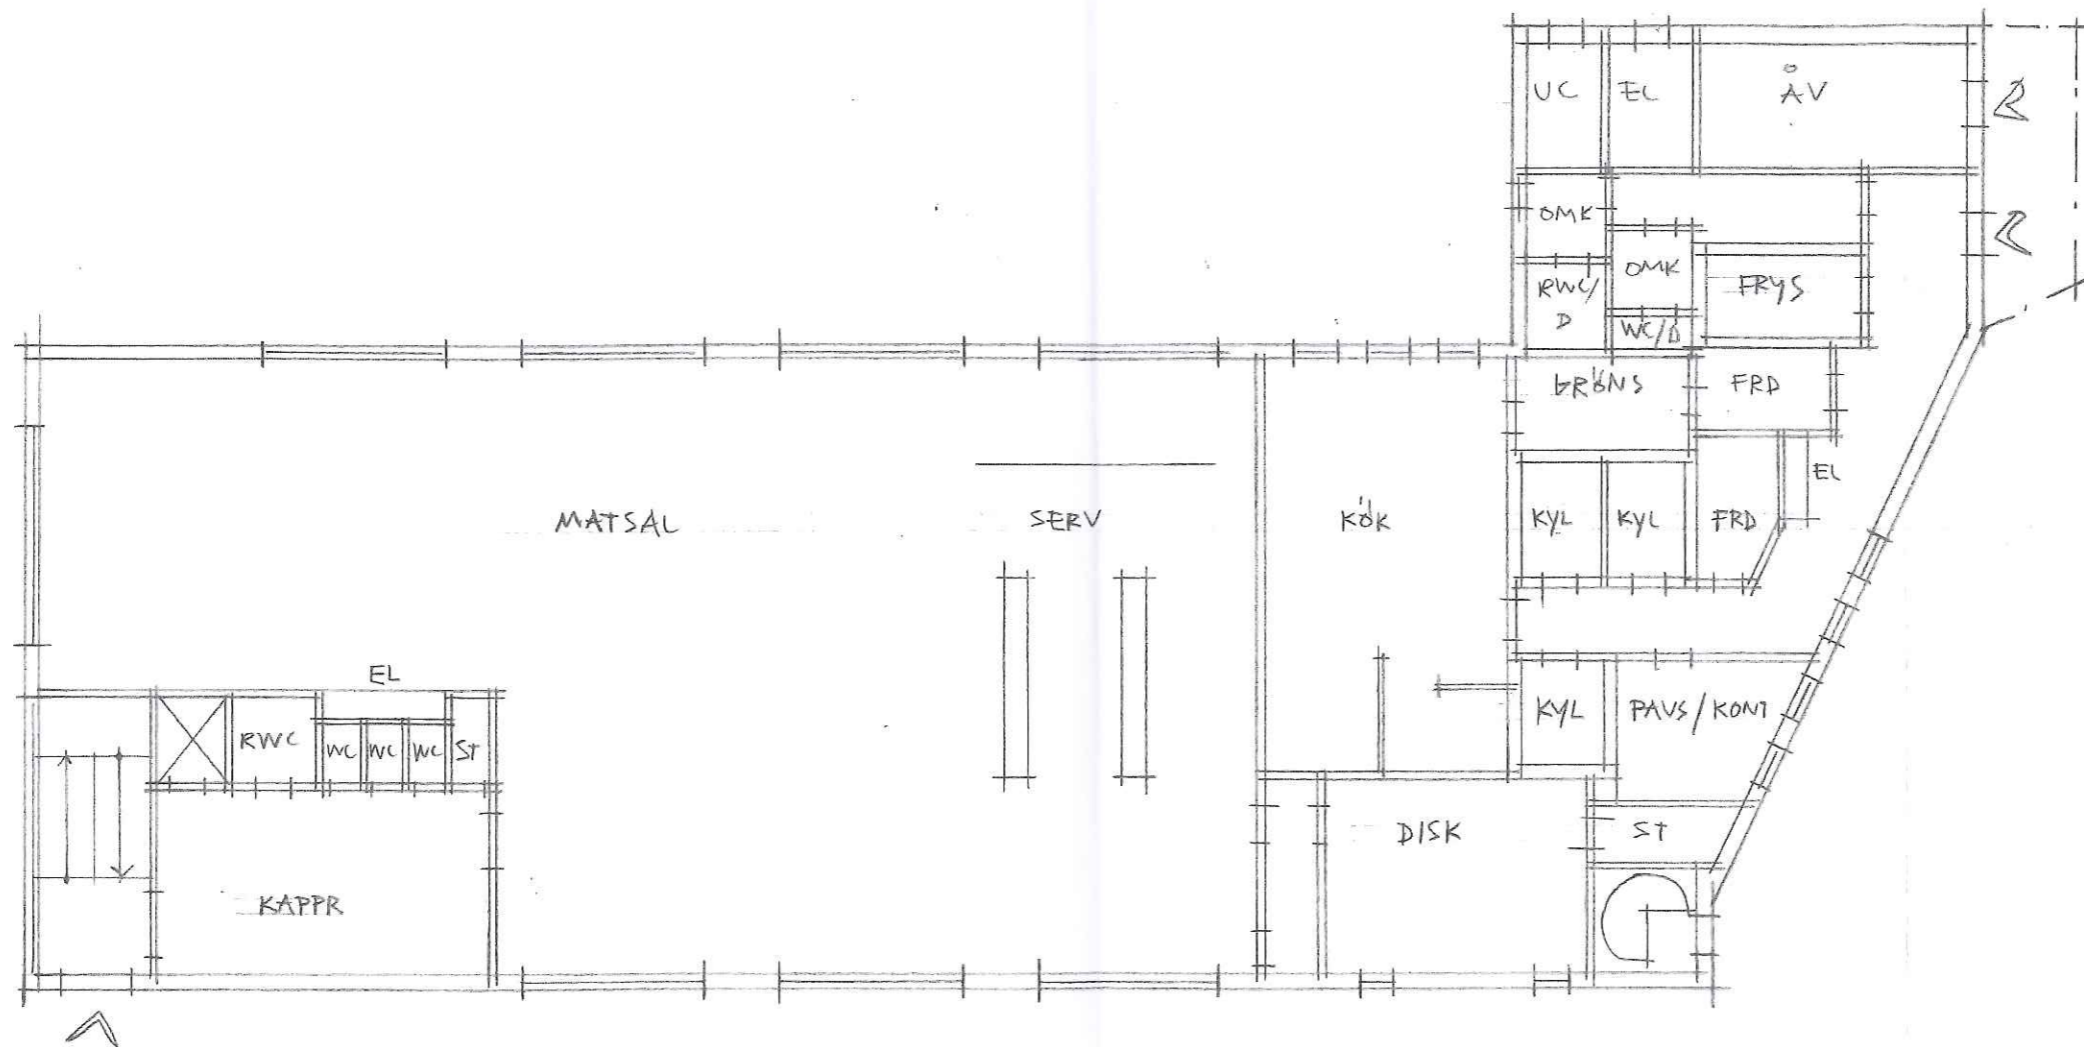 UC
EL
ÅV
OMK
OMK
FRYS
RWC/
D
WC/D
GRÖNS
FRD
EL
MATSAL
SERV
KÖK
KYL
KYL
FRD
EL
RWC
WC
WC
WC
ST
KYL
PAUS/KONT
DISK
ST
KAPPR